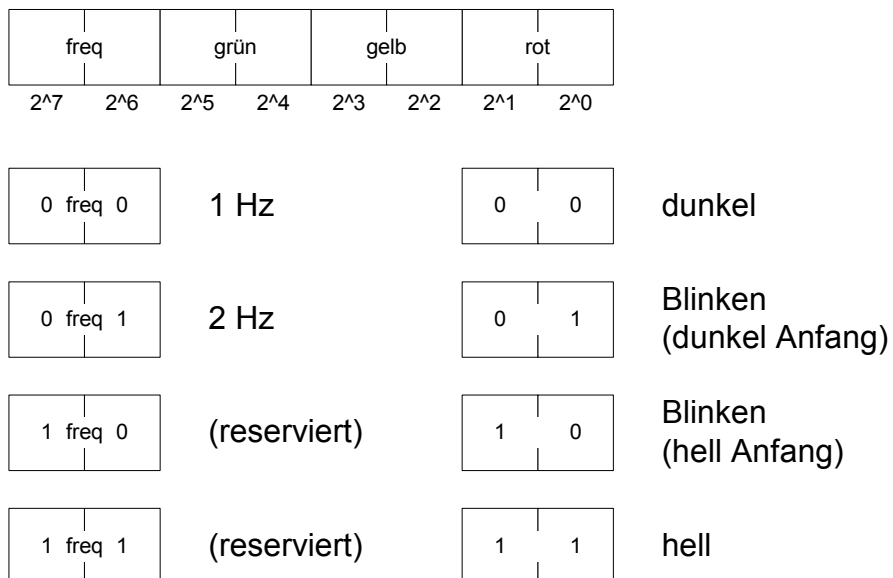 freq grün gelb rot
2^7 2^6 2^5 2^4 2^3 2^2 2^1 2^0
0 freq 0 1 Hz 0 0 dunkel
0 freq 1 2 Hz 0 1 Blinken
(dunkel Anfang)
1 freq 0 (reserviert) 1 0 Blinken
(hell Anfang)
1 freq 1 (reserviert) 1 1 hell